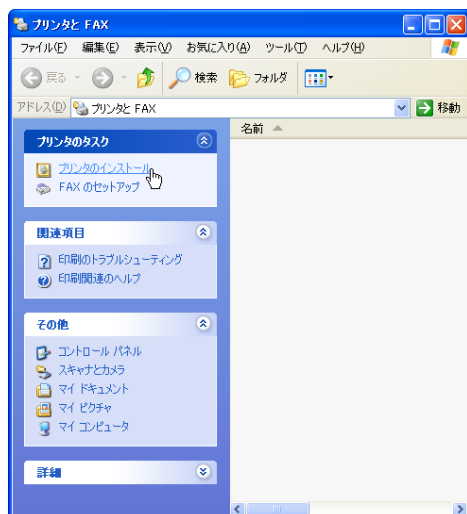 プリンタと FAX
ファイル(F) 編集(E) 表示(V) お気に入り(A) ツール(T) ヘルプ(H)
戻る 検索 フォルダ
アドレス(D) プリンタと FAX 移動
名前
プリンタのタスク
プリンタのインストール
FAX のセットアップ
関連項目
印刷のトラブルシューティング
印刷関連のヘルプ
その他
コントロール パネル
スキャナとカメラ
マイ ドキュメント
マイ ピクチャ
マイ コンピュータ
詳細